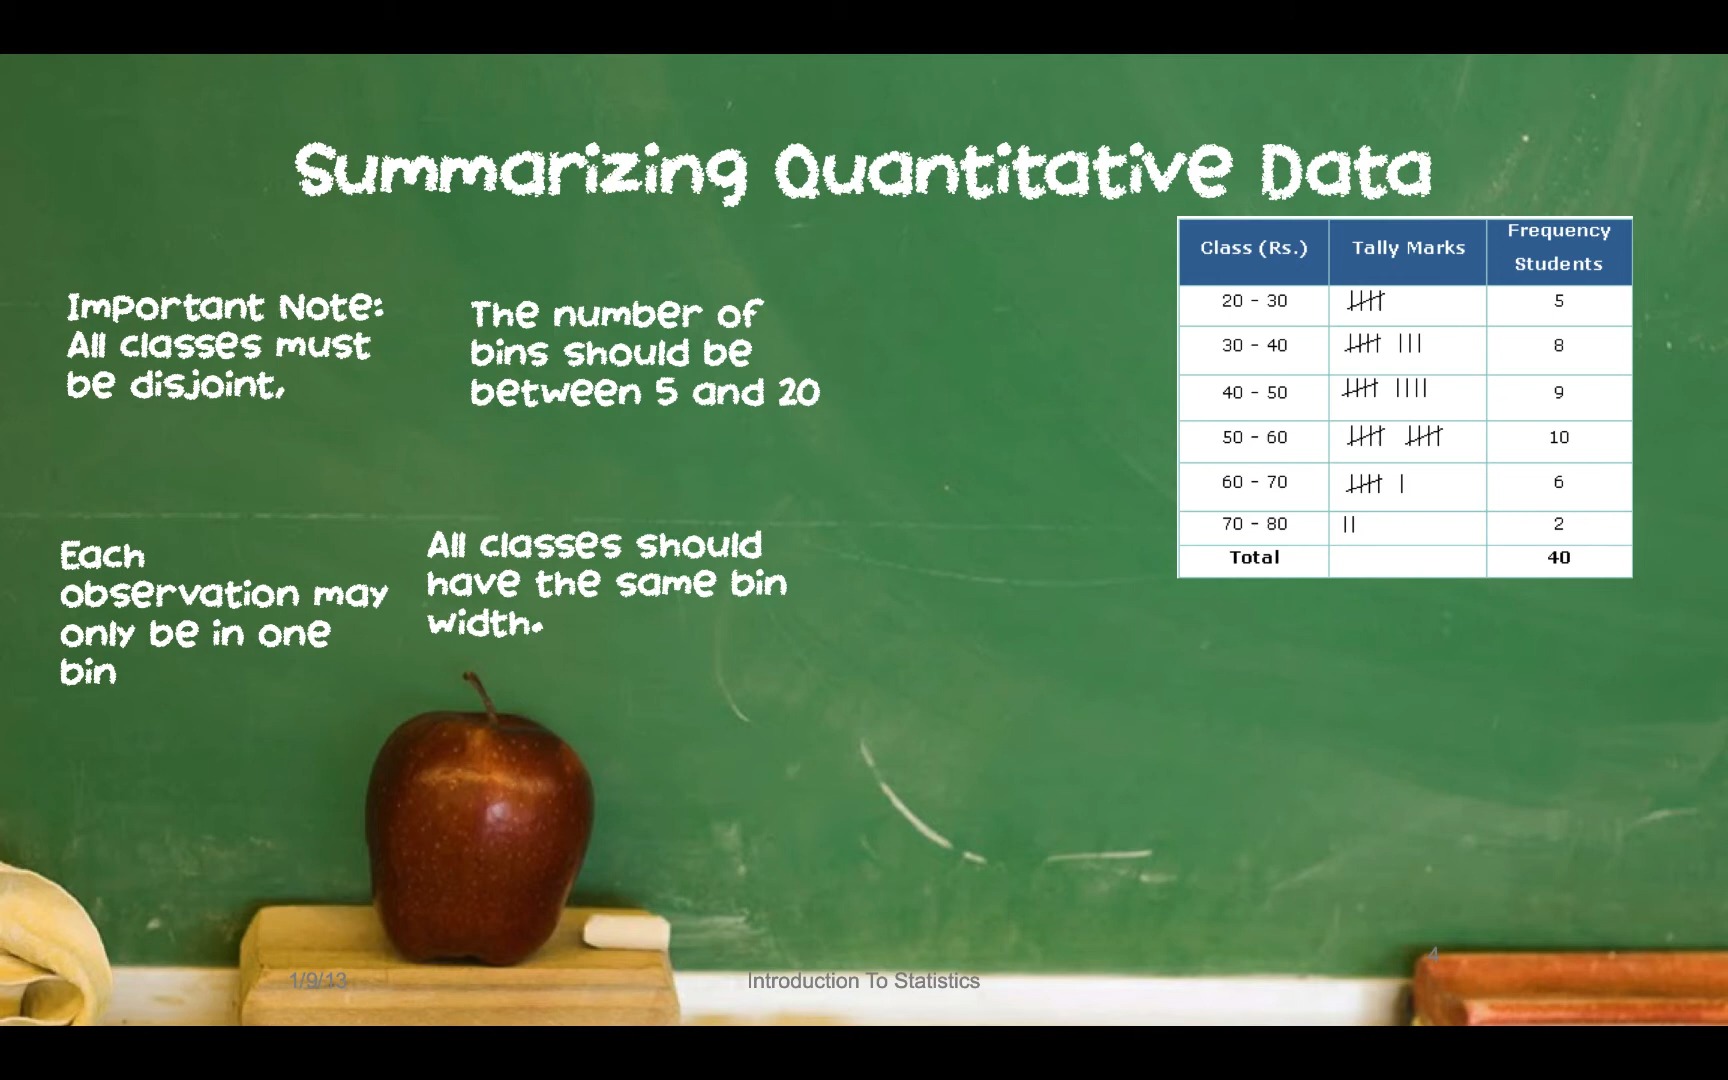 Summarizing Quantitative Data
Important Note:
All classes must
be disjoint,
The number of
bins should be
between 5 and 20
Each
observation may
only be in one
bin
All classes should
have the same bin
width.
Class (Rs.) Tally Marks Frequency Students
20 - 30 5
30 - 40 8
40 - 50 9
50 - 60 10
60 - 70 6
70 - 80 2
Total 40
1/9/13
Introduction To Statistics
4